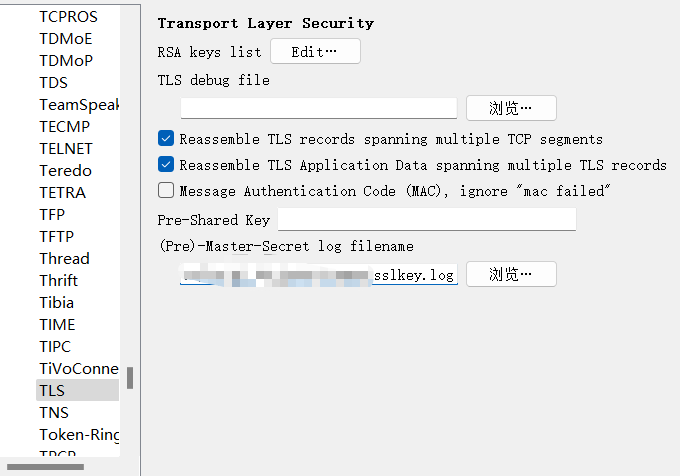 TCPROS
TDMoE
TDMoP
TDS
TeamSpeak
TECMP
TELNET
Teredo
TETRA
TFP
TFTP
Thread
Thrift
Tibia
TIME
TIPC
TiVoConne
TLS
TNS
Token-Ring
Transport Layer Security
RSA keys list Edit…
TLS debug file
浏览…
Reassemble TLS records spanning multiple TCP segments
Reassemble TLS Application Data spanning multiple TLS records
Message Authentication Code (MAC), ignore "mac failed"
Pre-Shared Key
(Pre)-Master-Secret log filename
sslkey.log 浏览…